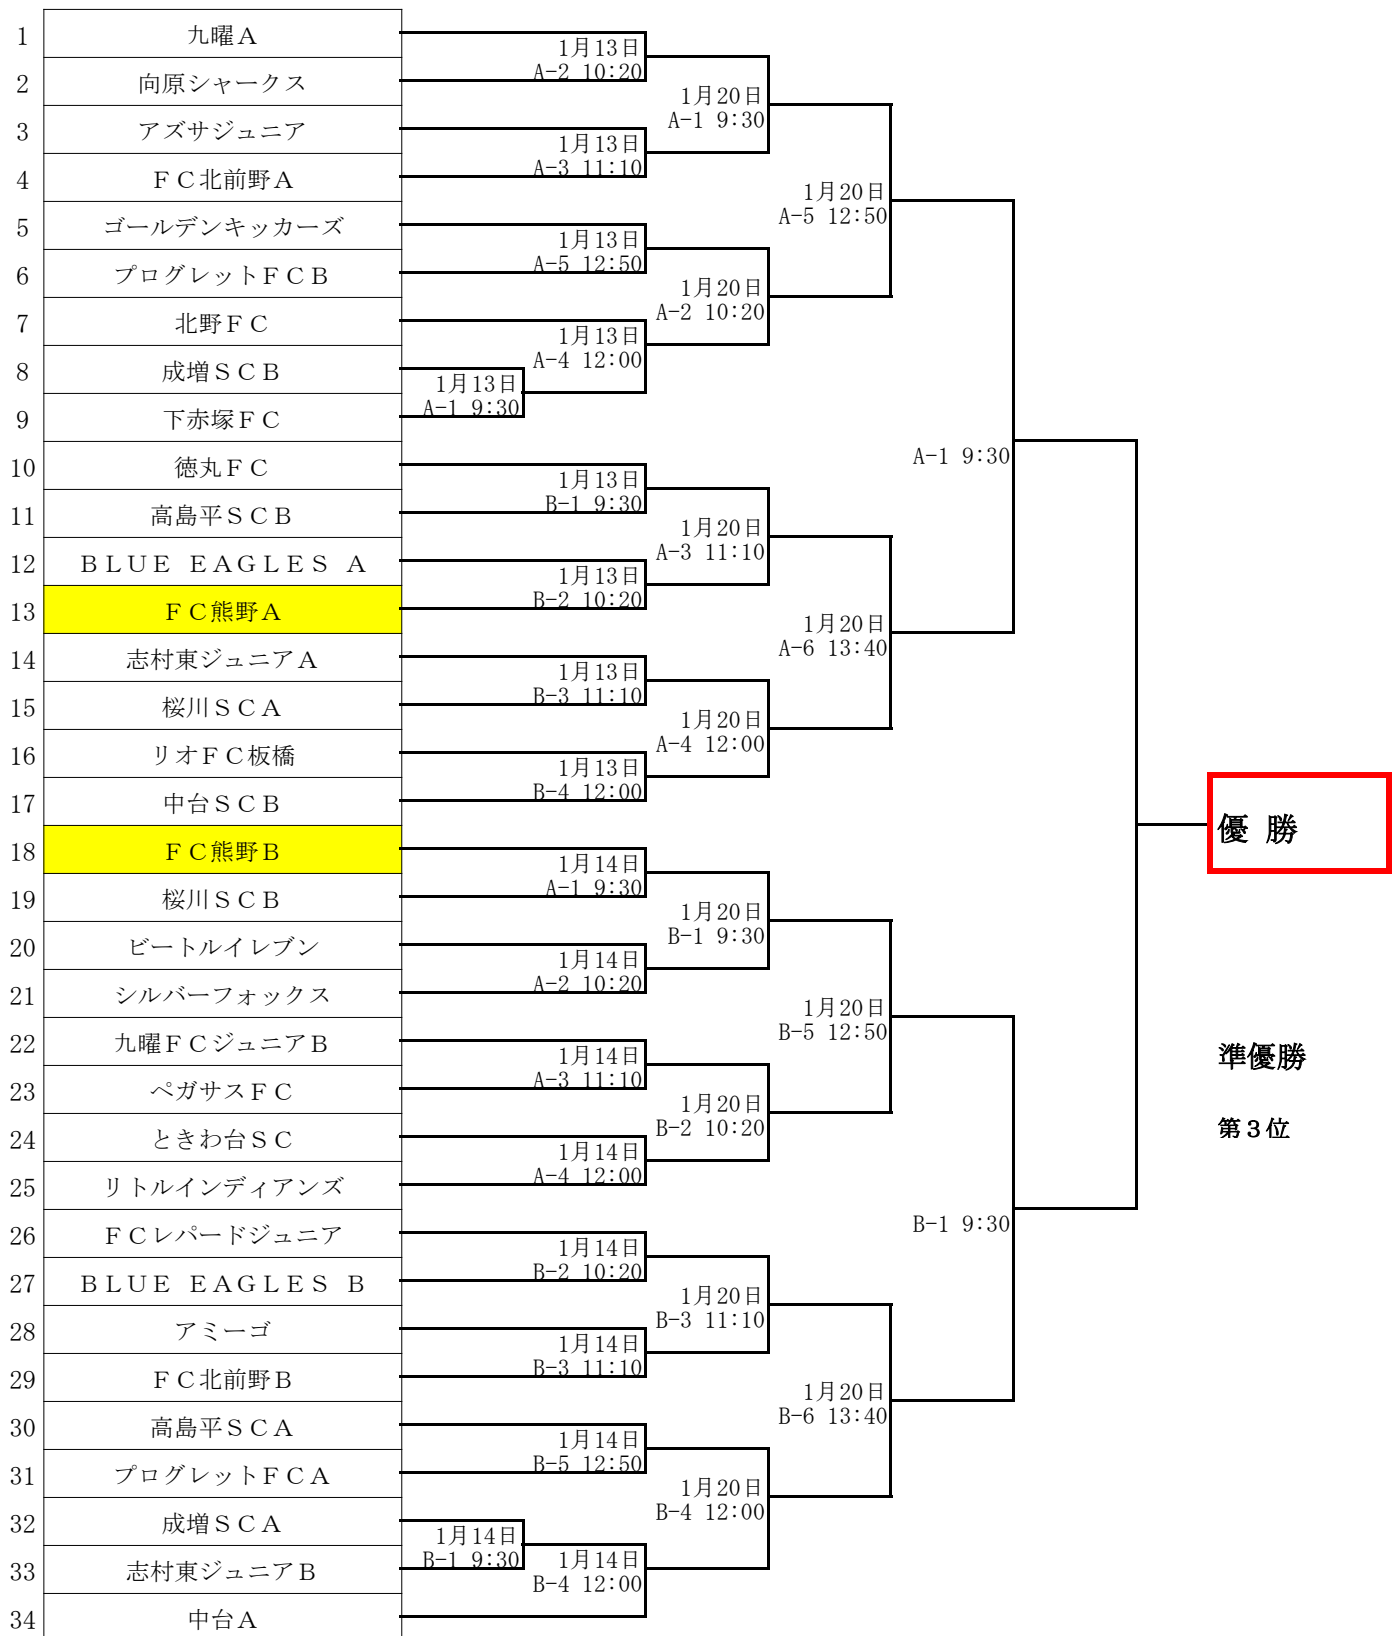 1 九曜A
2 向原シャークス
3 アズサジュニア
4 FC北前野A
5 ゴールデンキッカーズ
6 プログレットFCB
7 北野FC
8 成増SCB
9 下赤塚FC
10 徳丸FC
11 高島平SCB
12 BLUE EAGLES A
13 FC熊野A
14 志村東ジュニアA
15 桜川SCA
16 リオFC板橋
17 中台SCB
18 FC熊野B
19 桜川SCB
20 ビートルイレブン
21 シルバーフォックス
22 九曜FCジュニアB
23 ペガサスFC
24 ときわ台SC
25 リトルインディアンズ
26 FCレパードジュニア
27 BLUE EAGLES B
28 アミーゴ
29 FC北前野B
30 高島平SCA
31 プログレットFCA
32 成増SCA
33 志村東ジュニアB
34 中台A
1月13日
A-1 9:30
1月14日
B-1 9:30
1月13日
A-2 10:20
1月13日
A-3 11:10
1月13日
A-5 12:50
1月13日
A-4 12:00
1月13日
B-1 9:30
1月13日
B-2 10:20
1月13日
B-3 11:10
1月13日
B-4 12:00
1月14日
A-1 9:30
1月14日
A-2 10:20
1月14日
A-3 11:10
1月14日
A-4 12:00
1月14日
B-2 10:20
1月14日
B-3 11:10
1月14日
B-5 12:50
1月14日
B-4 12:00
1月20日
A-1 9:30
1月20日
A-2 10:20
1月20日
A-3 11:10
1月20日
A-4 12:00
1月20日
B-1 9:30
1月20日
B-2 10:20
1月20日
B-3 11:10
1月20日
B-4 12:00
1月20日
A-5 12:50
1月20日
A-6 13:40
1月20日
B-5 12:50
1月20日
B-6 13:40
A-1 9:30
B-1 9:30
優 勝
準優勝
第3位